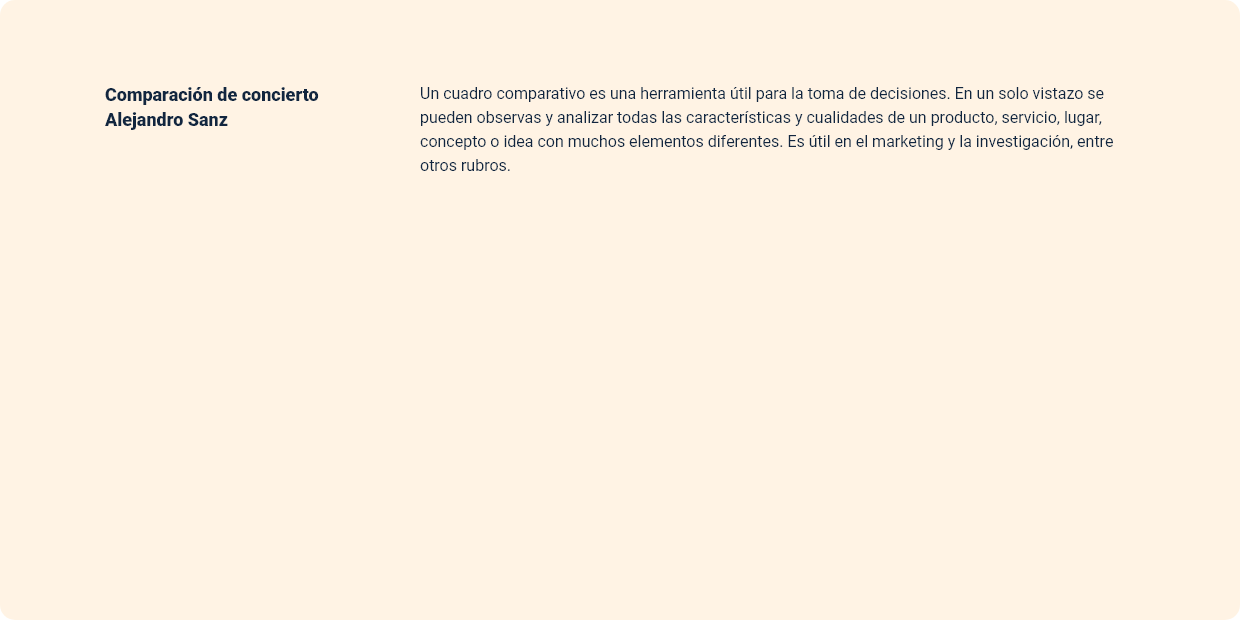 Comparación de concierto
Alejandro Sanz
Un cuadro comparativo es una herramienta útil para la toma de decisiones. En un solo vistazo se
pueden observas y analizar todas las características y cualidades de un producto, servicio, lugar,
concepto o idea con muchos elementos diferentes. Es útil en el marketing y la investigación, entre
otros rubros.